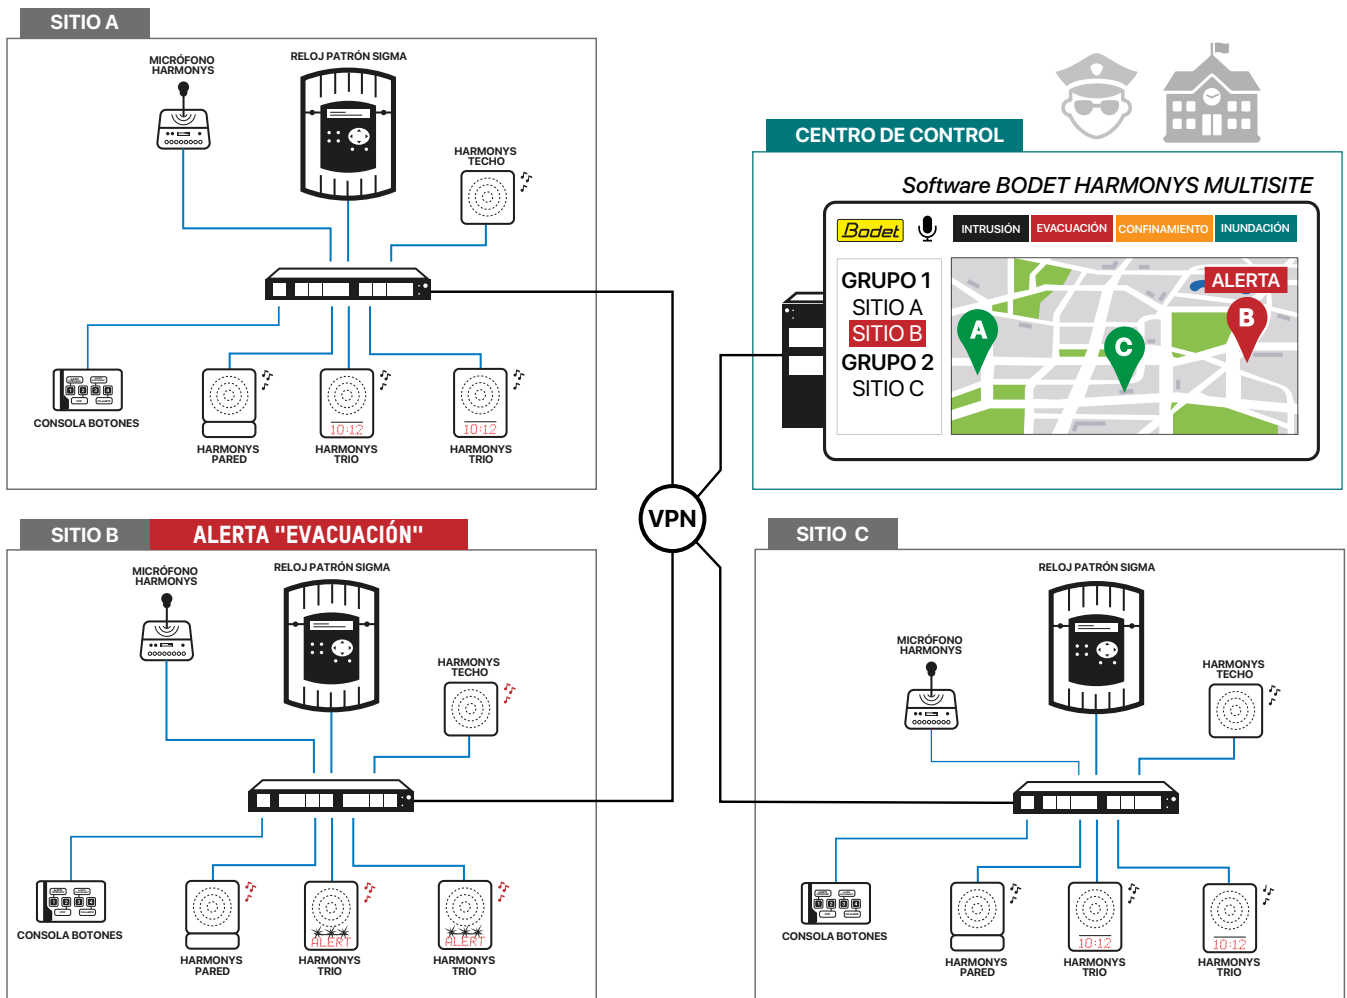 SITIO A
MICRÓFONO
HARMONYS
RELOJ PATRÓN SIGMA
HARMONYS
TECHO
CONSOLA BOTONES
HARMONYS
PARED
10:12
HARMONYS
TRIO
10:12
HARMONYS
TRIO
CENTRO DE CONTROL
Software BODET HARMONYS MULTISITE
Bodet
INTRUSIÓN
EVACUACIÓN
CONFINAMIENTO
INUNDACIÓN
GRUPO 1
SITIO A
SITIO B
GRUPO 2
SITIO C
ALERTA
A
B
C
VPN
SITIO B
ALERTA "EVACUACIÓN"
MICRÓFONO
HARMONYS
RELOJ PATRÓN SIGMA
HARMONYS
TECHO
CONSOLA BOTONES
HARMONYS
PARED
ALERT
HARMONYS
TRIO
ALERT
HARMONYS
TRIO
SITIO C
RELOJ PATRÓN SIGMA
MICRÓFONO
HARMONYS
HARMONYS
TECHO
CONSOLA BOTONES
HARMONYS
PARED
10:12
HARMONYS
TRIO
10:12
HARMONYS
TRIO